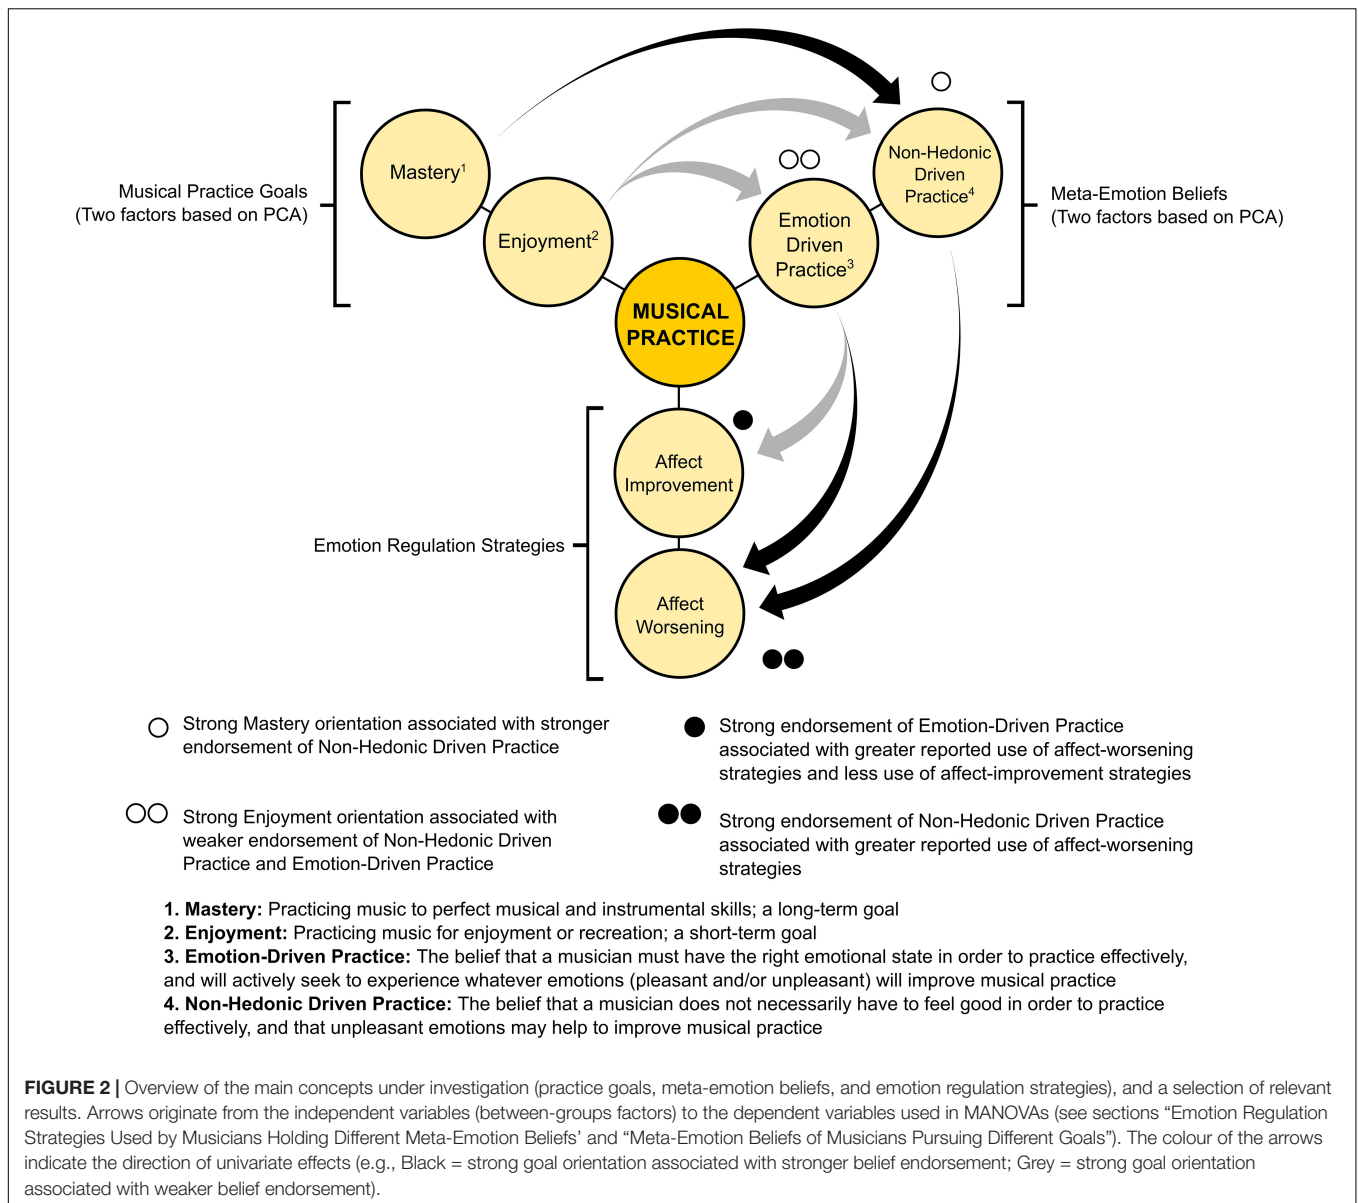 Mastery1
Enjoyment2
Musical Practice Goals
(Two factors based on PCA)
Non-Hedonic
Driven
Practice4
Emotion
Driven
Practice3
Meta-Emotion Beliefs
(Two factors based on PCA)
MUSICAL
PRACTICE
Affect
Improvement
Emotion Regulation Strategies
Affect
Worsening
Strong Mastery orientation associated with stronger
endorsement of Non-Hedonic Driven Practice
Strong endorsement of Emotion-Driven Practice
associated with greater reported use of affect-worsening
strategies and less use of affect-improvement strategies
Strong Enjoyment orientation associated with
weaker endorsement of Non-Hedonic Driven
Practice and Emotion-Driven Practice
Strong endorsement of Non-Hedonic Driven Practice
associated with greater reported use of affect-worsening
strategies
1. Mastery: Practicing music to perfect musical and instrumental skills; a long-term goal
2. Enjoyment: Practicing music for enjoyment or recreation; a short-term goal
3. Emotion-Driven Practice: The belief that a musician must have the right emotional state in order to practice effectively,
and will actively seek to experience whatever emotions (pleasant and/or unpleasant) will improve musical practice
4. Non-Hedonic Driven Practice: The belief that a musician does not necessarily have to feel good in order to practice
effectively, and that unpleasant emotions may help to improve musical practice
FIGURE 2 | Overview of the main concepts under investigation (practice goals, meta-emotion beliefs, and emotion regulation strategies), and a selection of relevant
results. Arrows originate from the independent variables (between-groups factors) to the dependent variables used in MANOVAs (see sections “Emotion Regulation
Strategies Used by Musicians Holding Different Meta-Emotion Beliefs’ and “Meta-Emotion Beliefs of Musicians Pursuing Different Goals”). The colour of the arrows
indicate the direction of univariate effects (e.g., Black = strong goal orientation associated with stronger belief endorsement; Grey = strong goal orientation
associated with weaker belief endorsement).